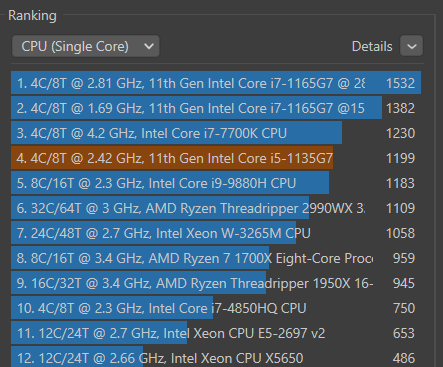 Ranking
CPU (Single Core)
Details
1. 4C/8T @ 2.81 GHz, 11th Gen Intel Core i7-1165G7 @ 28 1532
2. 4C/8T @ 1.69 GHz, 11th Gen Intel Core i7-1165G7 @15 1382
3. 4C/8T @ 4.2 GHz, Intel Core i7-7700K CPU 1230
4. 4C/8T @ 2.42 GHz, 11th Gen Intel Core i5-1135G7 1199
5. 8C/16T @ 2.3 GHz, Intel Core i9-9880H CPU 1183
6. 32C/64T @ 3 GHz, AMD Ryzen Threadripper 2990WX 3. 1109
7. 24C/48T @ 2.7 GHz, Intel Xeon W-3265M CPU 1058
8. 8C/16T @ 3.4 GHz, AMD Ryzen 7 1700X Eight-Core Proc 959
9. 16C/32T @ 3.4 GHz, AMD Ryzen Threadripper 1950X 16- 945
10. 4C/8T @ 2.3 GHz, Intel Core i7-4850HQ CPU 750
11. 12C/24T @ 2.7 GHz, Intel Xeon CPU E5-2697 v2 653
12. 12C/24T @ 2.66 GHz, Intel Xeon CPU X5650 486